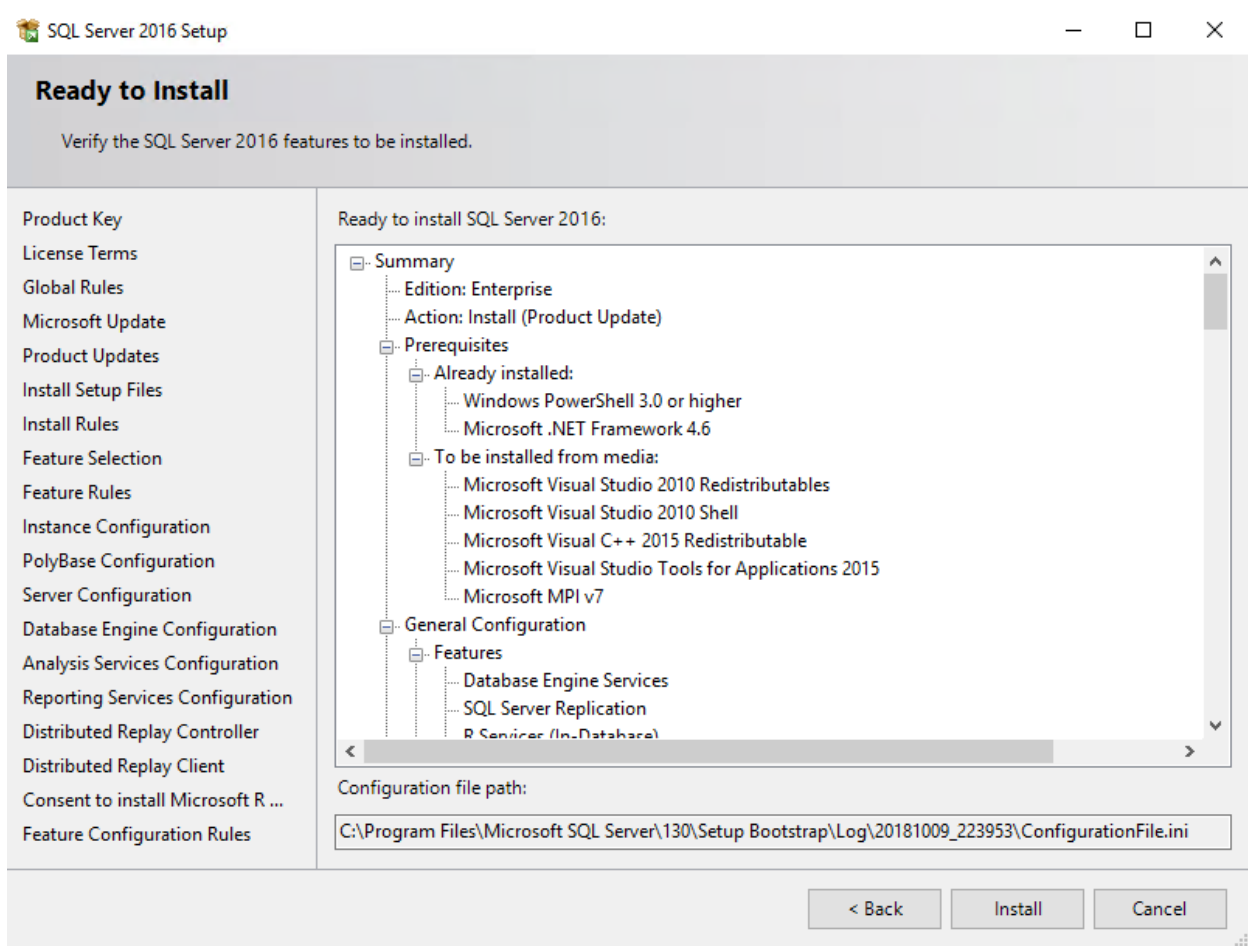 SQL Server 2016 Setup
Ready to Install
Verify the SQL Server 2016 features to be installed.
Product Key
License Terms
Global Rules
Microsoft Update
Product Updates
Install Setup Files
Install Rules
Feature Selection
Feature Rules
Instance Configuration
PolyBase Configuration
Server Configuration
Database Engine Configuration
Analysis Services Configuration
Reporting Services Configuration
Distributed Replay Controller
Distributed Replay Client
Consent to install Microsoft R ...
Feature Configuration Rules
Ready to install SQL Server 2016:
Summary
Edition: Enterprise
Action: Install (Product Update)
Prerequisites
Already installed:
Windows PowerShell 3.0 or higher
Microsoft .NET Framework 4.6
To be installed from media:
Microsoft Visual Studio 2010 Redistributables
Microsoft Visual Studio 2010 Shell
Microsoft Visual C++ 2015 Redistributable
Microsoft Visual Studio Tools for Applications 2015
Microsoft MPI v7
General Configuration
Features
Database Engine Services
SQL Server Replication
R Services (In-Database)
Configuration file path:
C:\Program Files\Microsoft SQL Server\130\Setup Bootstrap\Log\20181009_223953\ConfigurationFile.ini
< Back
Install
Cancel